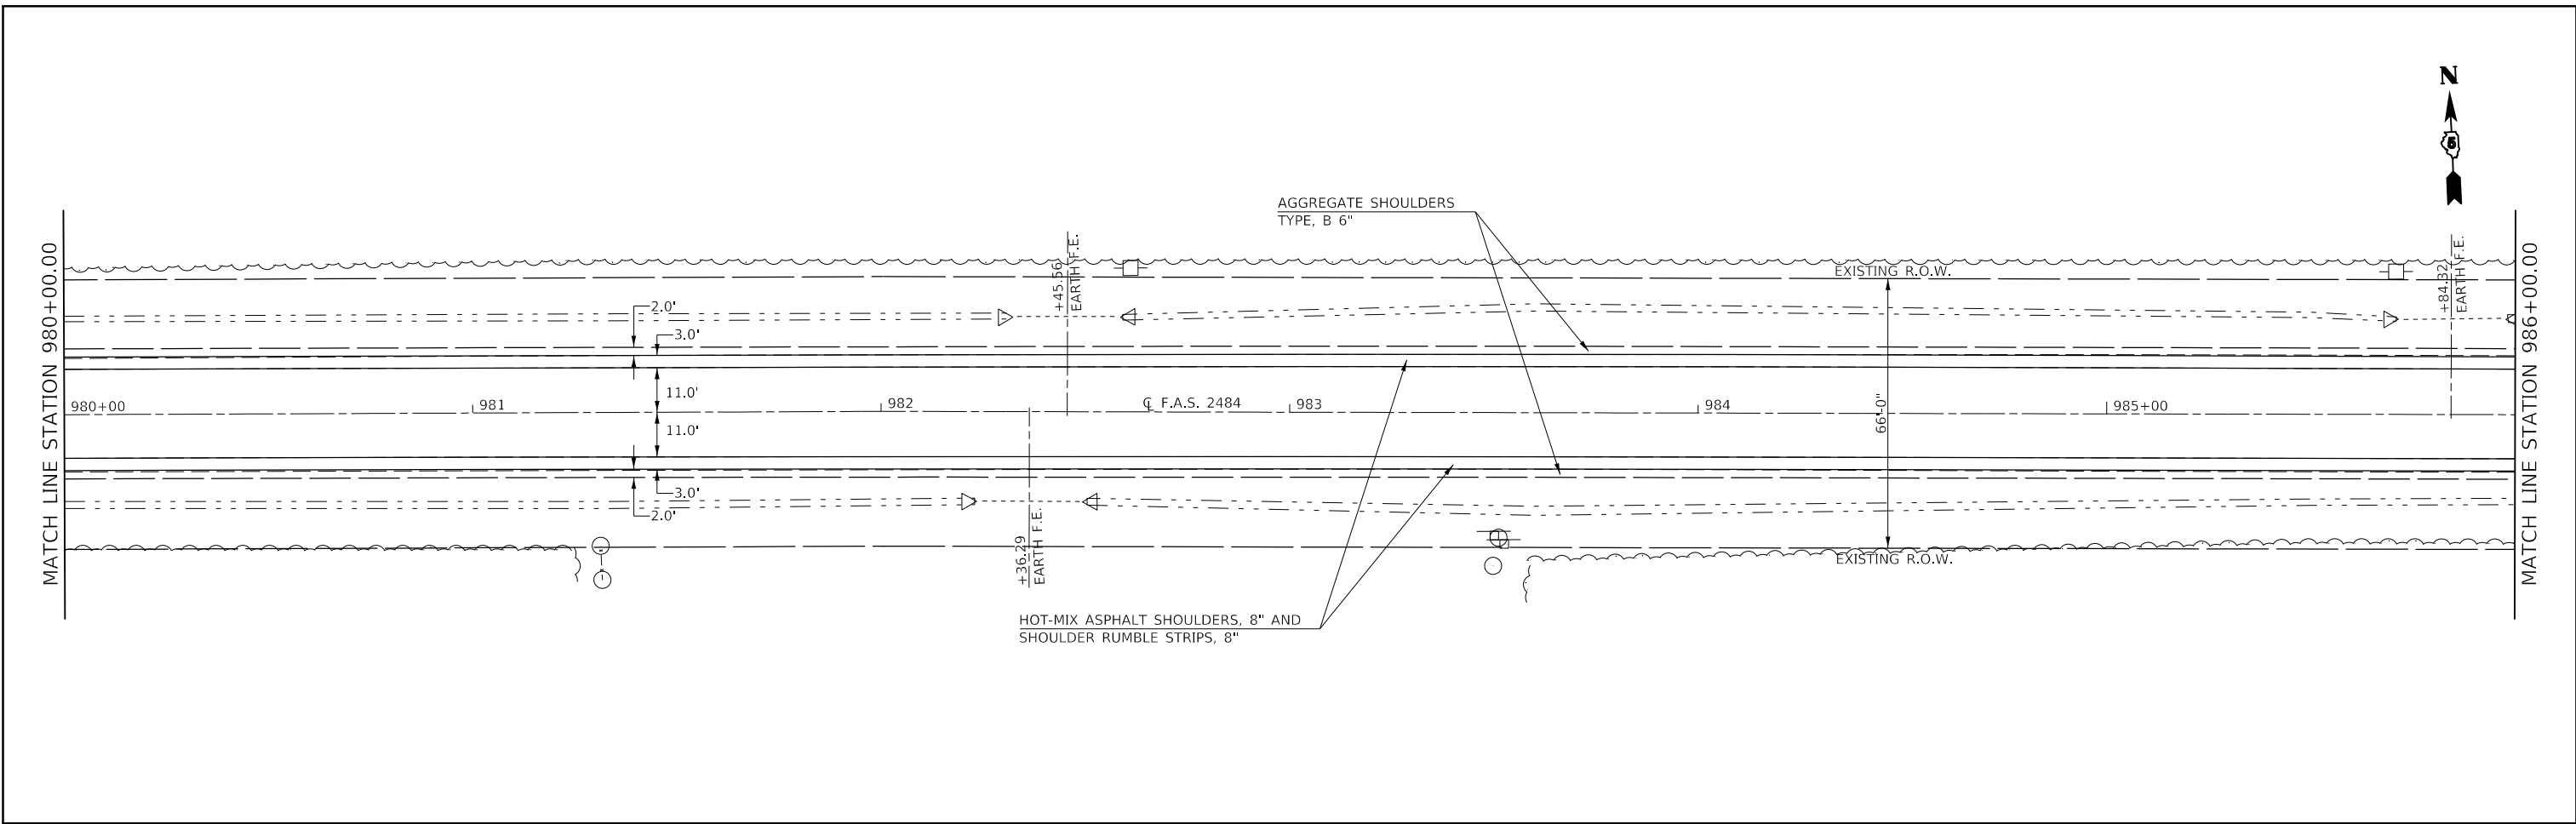 N
5
AGGREGATE SHOULDERS
TYPE, B 6"
MATCH LINE STATION 980+00.00
+45.56
EARTH F.E.
EXISTING R.O.W.
+84.32
EARTH F.E.
MATCH LINE STATION 986+00.00
2.0'
3.0'
11.0'
980+00
981
982
℄ F.A.S. 2484
983
984
985+00
66'-0"
11.0'
3.0'
2.0'
+36.29
EARTH F.E.
EXISTING R.O.W.
HOT-MIX ASPHALT SHOULDERS, 8" AND
SHOULDER RUMBLE STRIPS, 8"